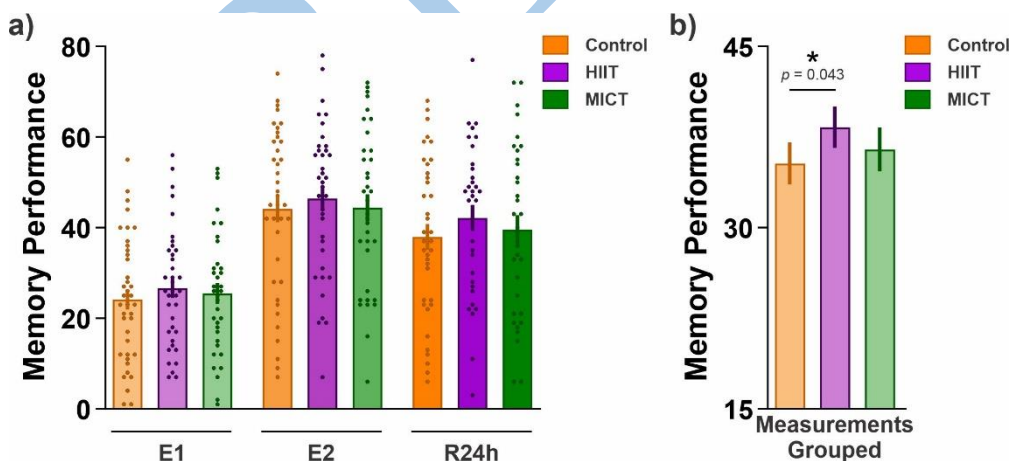 a)
Memory Performance
80
60
40
20
0
E1
E2
R24h
Control
HIIT
MICT
b)
Memory Performance
45
30
15
*
p = 0.043
Measurements
Grouped
Control
HIIT
MICT